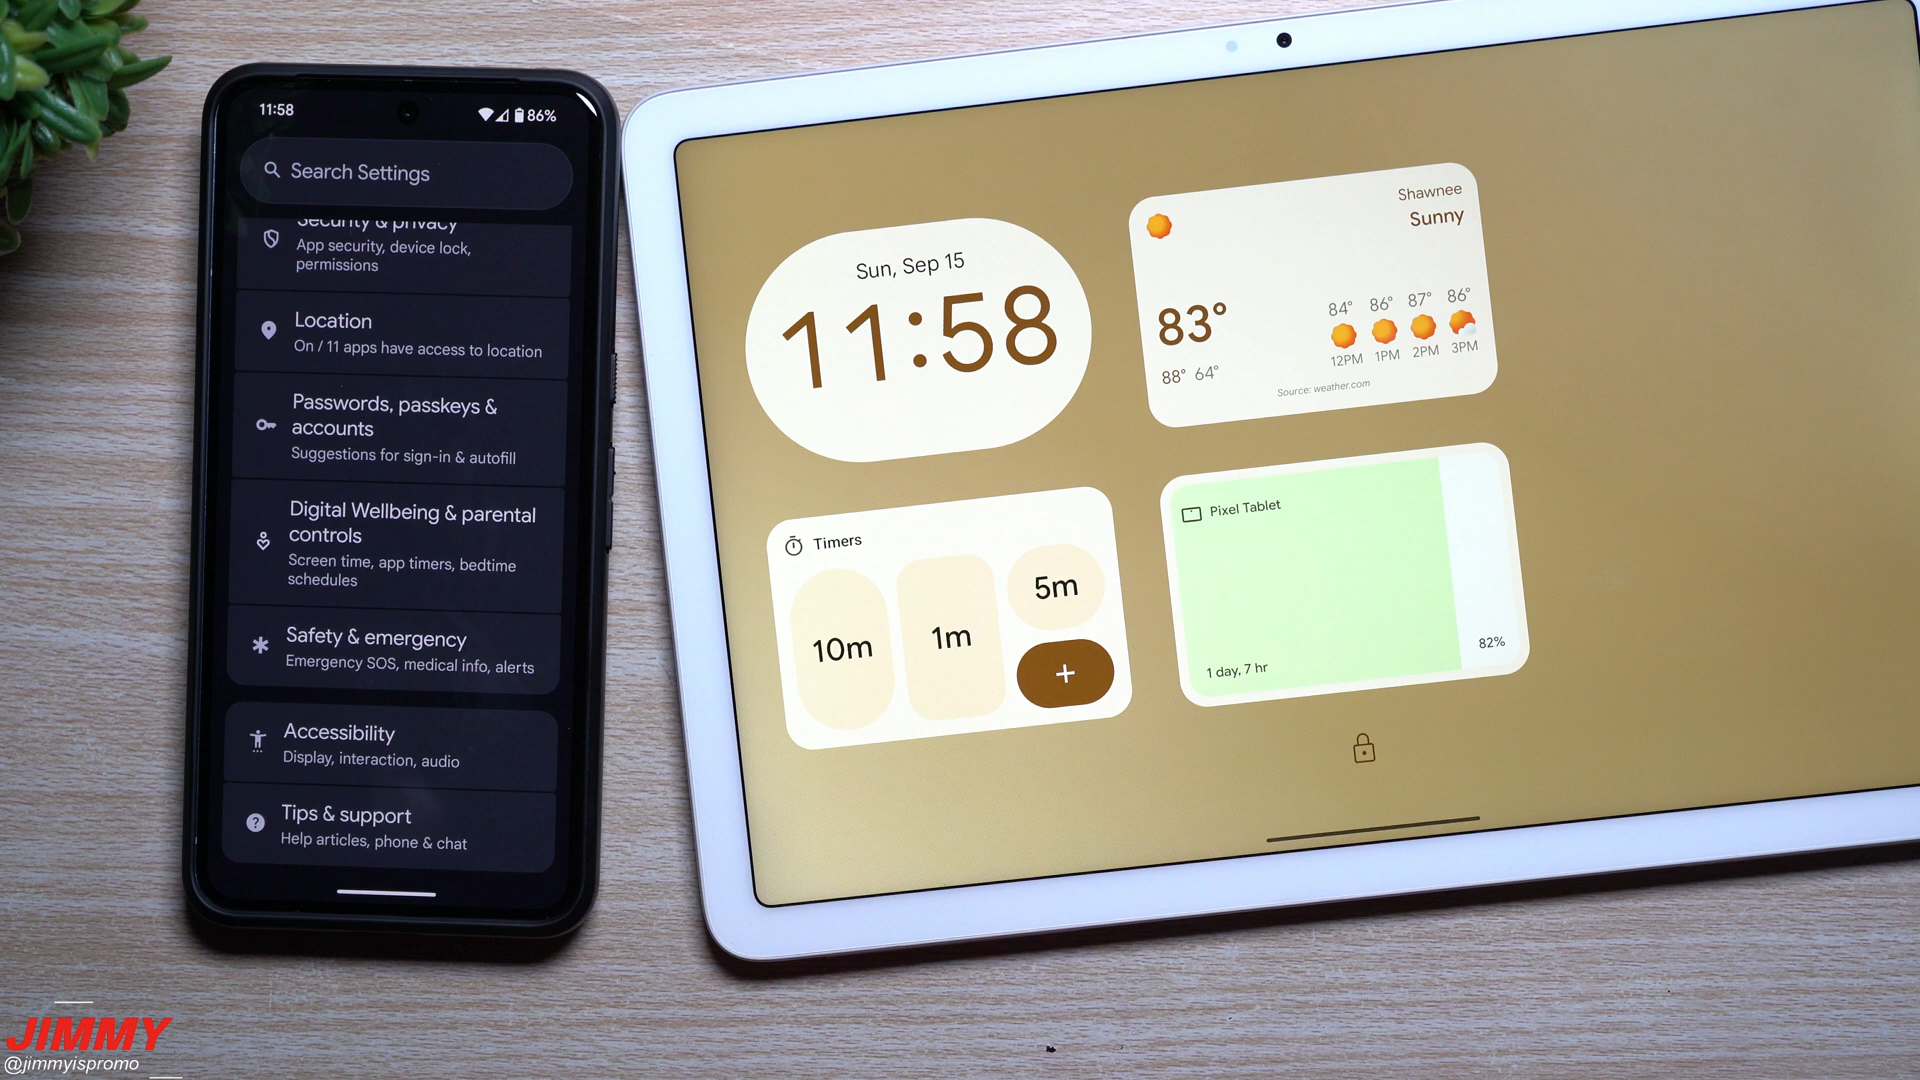 11:58
86%
Search Settings
Security & privacy
App security, device lock,
permissions
Location
On / 11 apps have access to location
Passwords, passkeys &
accounts
Suggestions for sign-in & autofill
Digital Wellbeing & parental
controls
Screen time, app timers, bedtime
schedules
Safety & emergency
Emergency SOS, medical info, alerts
Accessibility
Display, interaction, audio
Tips & support
Help articles, phone & chat
Sun, Sep 15
11:58
Shawnee
Sunny
83°
88° 64°
84° 86° 87° 86°
12PM 1PM 2PM 3PM
Source: weather.com
Timers
10m
1m
5m
+
Pixel Tablet
1 day, 7 hr
82%
JIMMY
@jimmyispromo